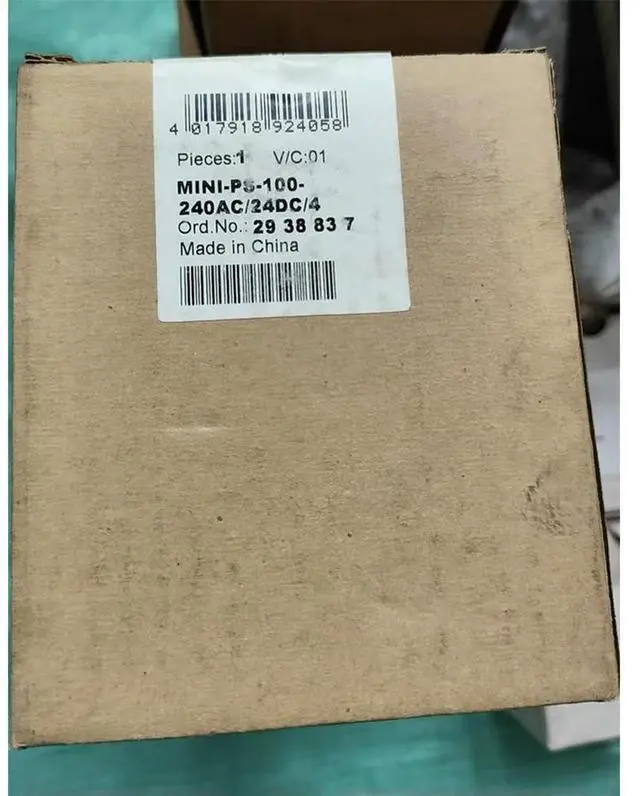 4 017918 924058
Pieces:1 V/C:01
MINI-PS-100-
240AC/24DC/4
Ord.No.: 29 38 83 7
Made in China